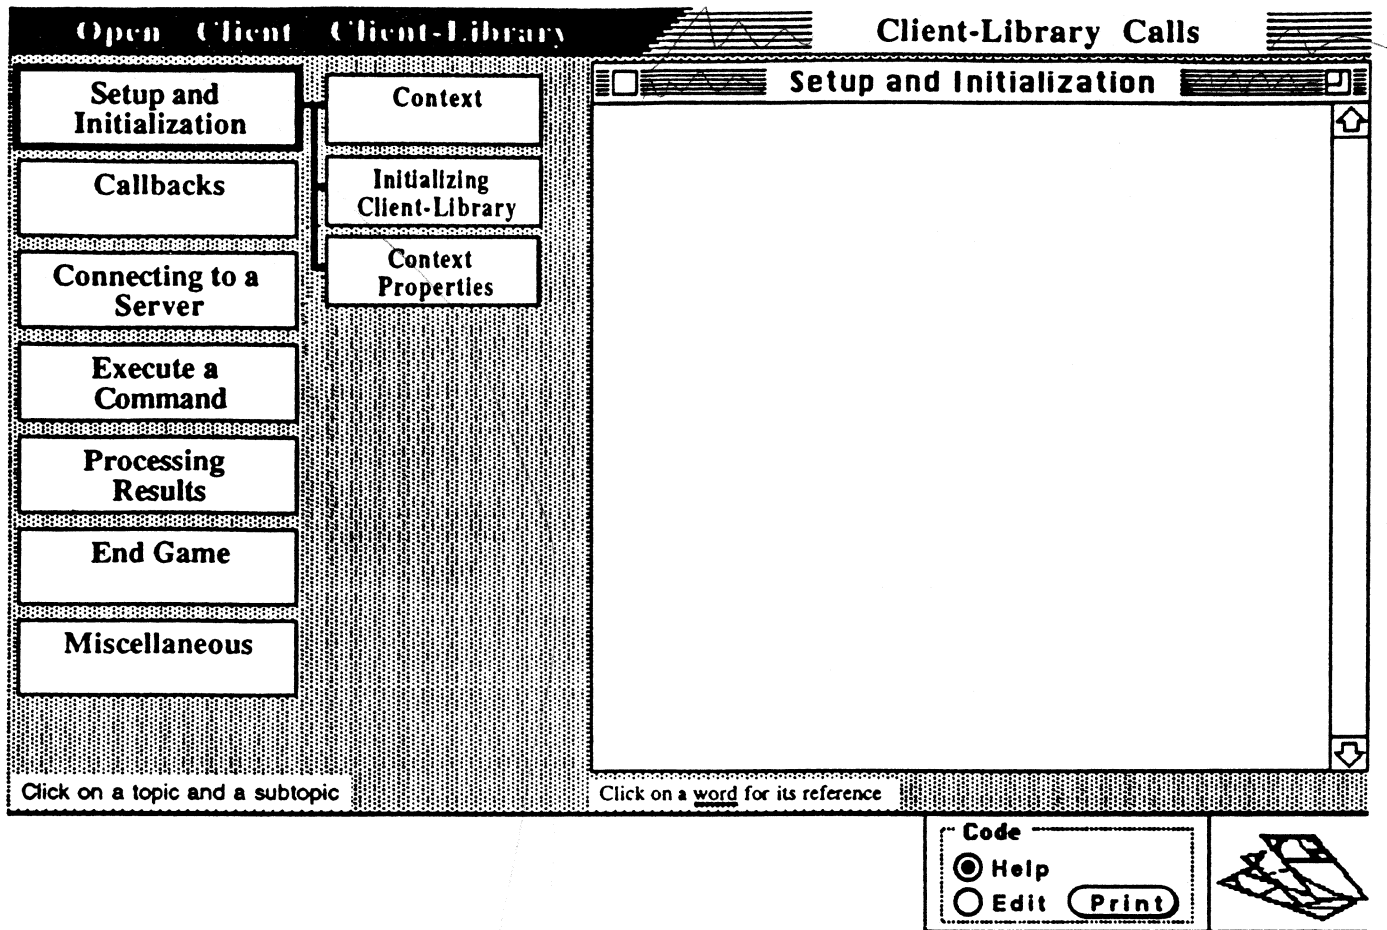 Open Client Client-Library
Client-Library Calls
Setup and
Initialization
Callbacks
Connecting to a
Server
Execute a
Command
Processing
Results
End Game
Miscellaneous
Click on a topic and a subtopic
Context
Initializing
Client-Library
Context
Properties
Setup and Initialization
Click on a word for its reference
Code
Help
Edit
Print